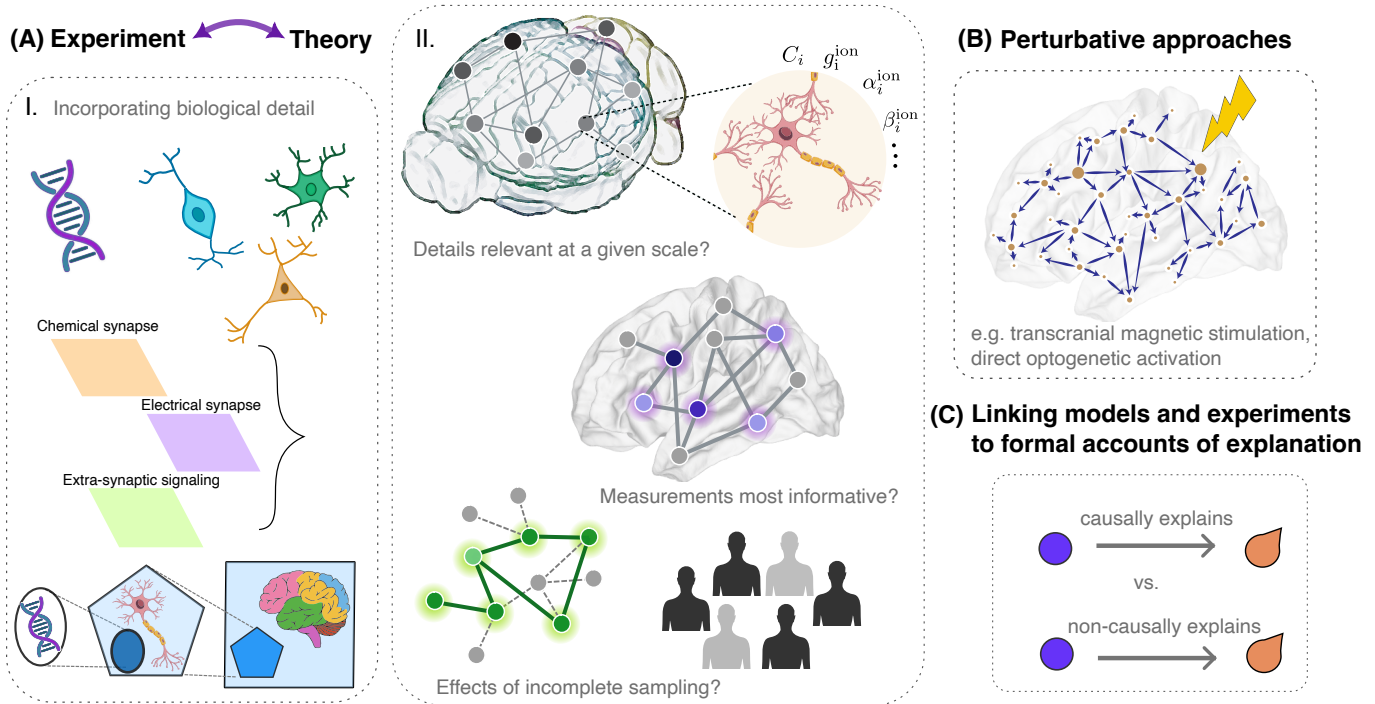 (A) Experiment Theory
I. Incorporating biological detail
Chemical synapse
Electrical synapse
Extra-synaptic signaling
II.
C_i g_i^ion
α_i^ion
β_i^ion
⋮
Details relevant at a given scale?
Measurements most informative?
Effects of incomplete sampling?
(B) Perturbative approaches
e.g. transcranial magnetic stimulation,
direct optogenetic activation
(C) Linking models and experiments
to formal accounts of explanation
causally explains
vs.
non-causally explains